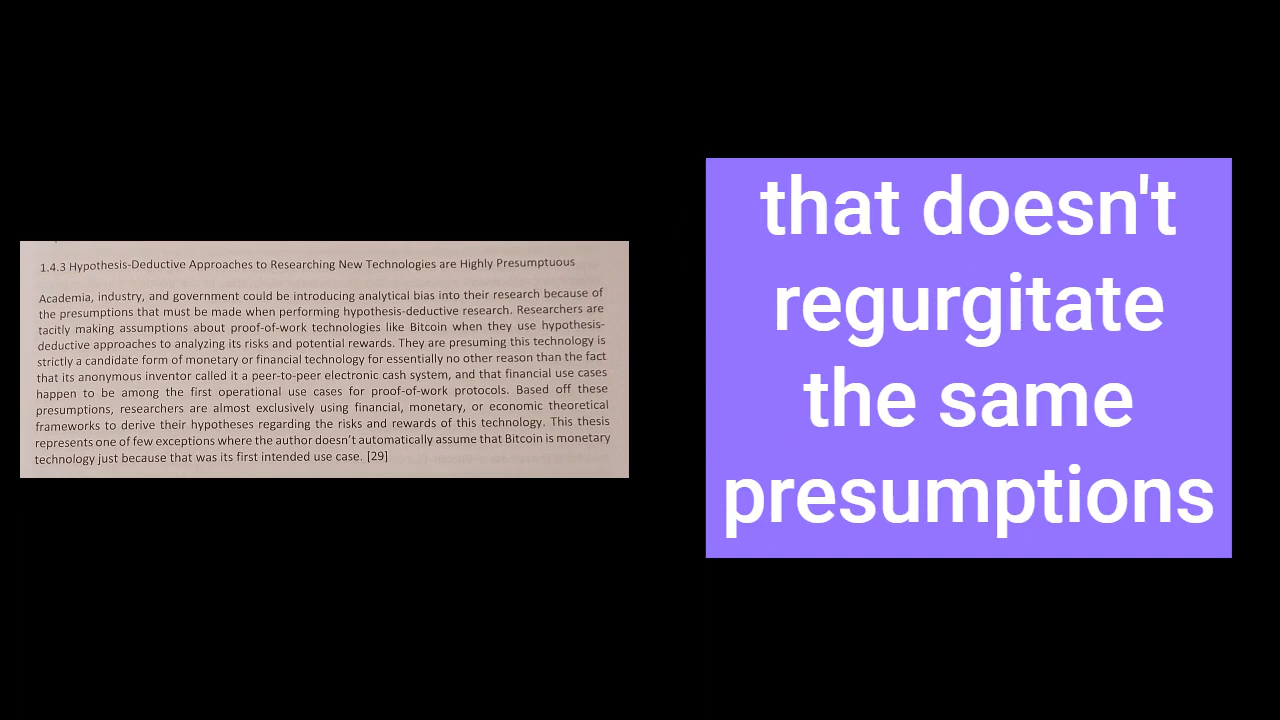 1.4.3 Hypothesis-Deductive Approaches to Researching New Technologies are Highly Presumptuous
Academia, industry, and government could be introducing analytical bias into their research because of
the presumptions that must be made when performing hypothesis-deductive research. Researchers are
tacitly making assumptions about proof-of-work technologies like Bitcoin when they use hypothesis-
deductive approaches to analyzing its risks and potential rewards. They are presuming this technology is
strictly a candidate form of monetary or financial technology for essentially no other reason than the fact
that its anonymous inventor called it a peer-to-peer electronic cash system, and that financial use cases
happen to be among the first operational use cases for proof-of-work protocols. Based off these
presumptions, researchers are almost exclusively using financial, monetary, or economic theoretical
frameworks to derive their hypotheses regarding the risks and rewards of this technology. This thesis
represents one of few exceptions where the author doesn't automatically assume that Bitcoin is monetary
technology just because that was its first intended use case. [29]
that doesn't
regurgitate
the same
presumptions